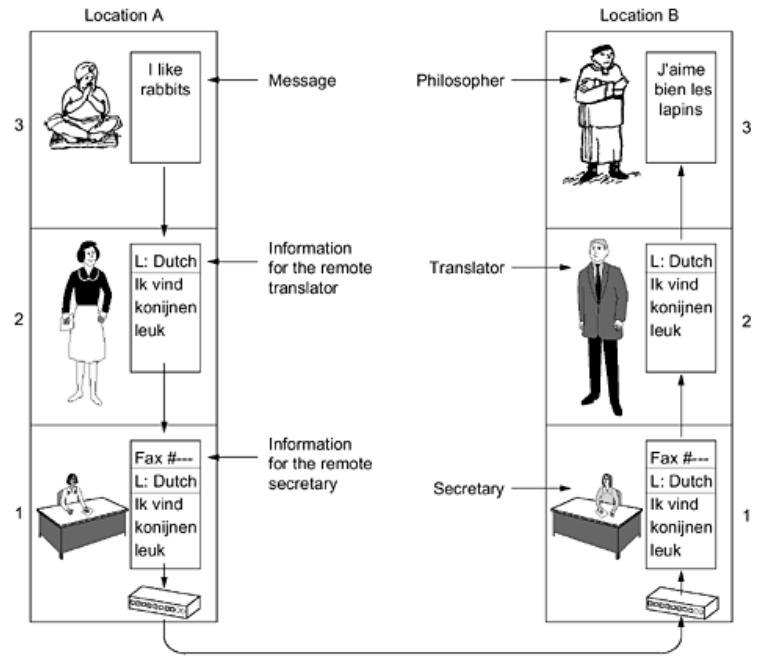 Location A
Location B
3
I like
rabbits
Message
Philosopher
J'aime
bien les
lapins
3
2
L: Dutch
Ik vind
konijnen
leuk
Information
for the remote
translator
Translator
L: Dutch
Ik vind
konijnen
leuk
2
1
Fax #---
L: Dutch
Ik vind
konijnen
leuk
Information
for the remote
secretary
Secretary
Fax #---
L: Dutch
Ik vind
konijnen
leuk
1